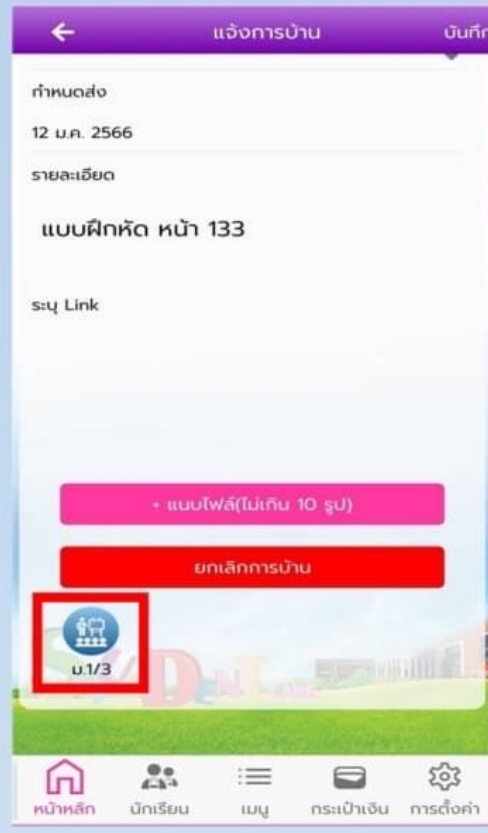 แจ้งการบ้าน
กำหนดส่ง
12 ม.ค. 2566
รายละเอียด
แบบฝึกหัด หน้า 133
ระบุ Link
+ แนบไฟล์(ไม่เกิน 10 รูป)
ยกเลิกการบ้าน
ม.1/3
หน้าหลัก นักเรียน เมนู กระเป๋าเงิน การตั้งค่า